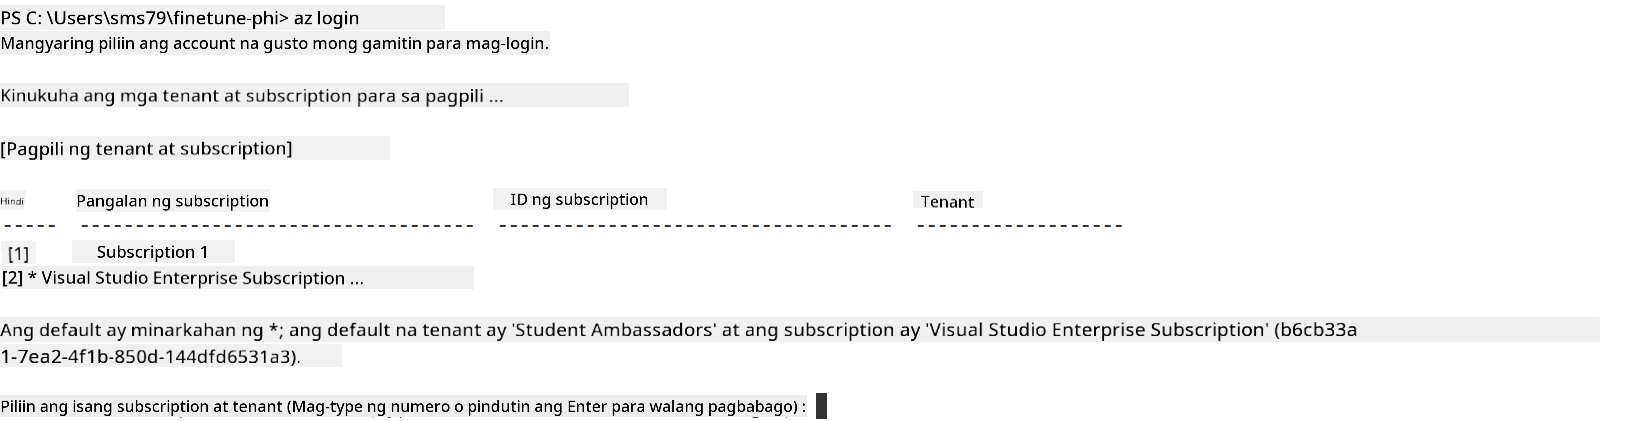 PS C: \Users\sms79\finetune-phi> az login
Mangyaring piliin ang account na gusto mong gamitin para mag-login.
Kinukuha ang mga tenant at subscription para sa pagpili ...
[Pagpili ng tenant at subscription]
Hindi Pangalan ng subscription ID ng subscription Tenant
----- ---------------------------------- ---------------------------------- ------------------
[1] Subscription 1
[2] * Visual Studio Enterprise Subscription ...
Ang default ay minarkahan ng *; ang default na tenant ay 'Student Ambassadors' at ang subscription ay 'Visual Studio Enterprise Subscription' (b6cb33a
1-7ea2-4f1b-850d-144dfd6531a3).
Piliin ang isang subscription at tenant (Mag-type ng numero o pindutin ang Enter para walang pagbabago) :